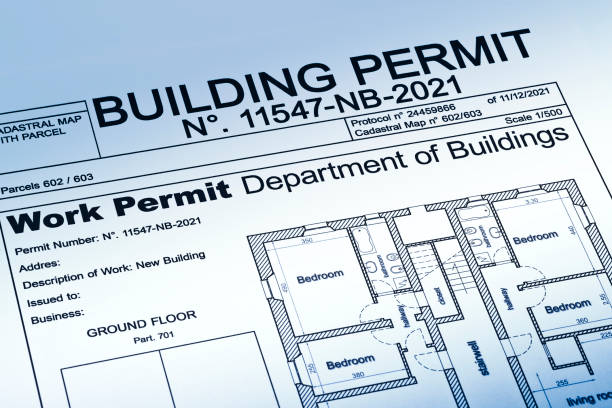 BUILDING PERMIT
N°. 11547-NB-2021
CADASTRAL MAP
WITH PARCEL
Protocol n° 24459866 of 11/12/2021
Cadastral Map n° 602/603 Scale 1/500
Parcels 602 / 603
Work Permit Department of Buildings
Permit Number: N°. 11547-NB-2021
Addres:
Description of Work: New Building
Issued to:
Business:
GROUND FLOOR
Part. 701
350
Bedroom
bathroom
closet
hallway
stairwall
bathroom
3.30
Bedroom
hallway
Bedroom
Bedroom
360
380
255
225
living room